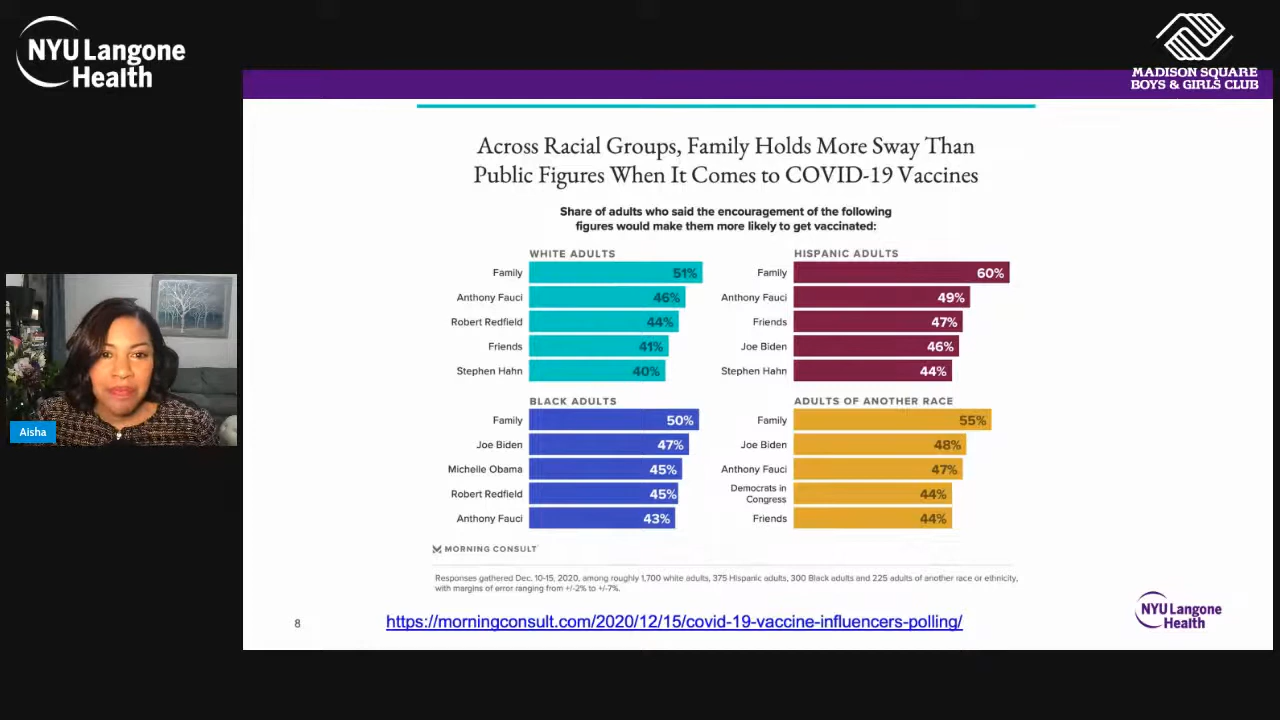 NYU Langone
Health
MADISON SQUARE
BOYS & GIRLS CLUB
Across Racial Groups, Family Holds More Sway Than
Public Figures When It Comes to COVID-19 Vaccines
Share of adults who said the encouragement of the following
figures would make them more likely to get vaccinated:
WHITE ADULTS
Family 51%
Anthony Fauci 46%
Robert Redfield 44%
Friends 41%
Stephen Hahn 40%
HISPANIC ADULTS
Family 60%
Anthony Fauci 49%
Friends 47%
Joe Biden 46%
Stephen Hahn 44%
BLACK ADULTS
Family 50%
Joe Biden 47%
Michelle Obama 45%
Robert Redfield 45%
Anthony Fauci 43%
ADULTS OF ANOTHER RACE
Family 55%
Joe Biden 48%
Anthony Fauci 47%
Democrats in
Congress 44%
Friends 44%
Aisha
MORNING CONSULT
Responses gathered Dec. 10-15, 2020, among roughly 1,700 white adults, 375 Hispanic adults, 300 Black adults and 225 adults of another race or ethnicity,
with margins of error ranging from +/-2% to +/-7%.
8
https://morningconsult.com/2020/12/15/covid-19-vaccine-influencers-polling/
NYU Langone
Health